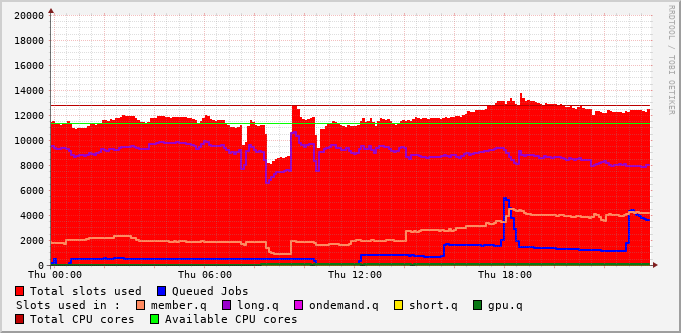 20000
18000
16000
14000
12000
10000
8000
6000
4000
2000
0
Thu 00:00 Thu 06:00 Thu 12:00 Thu 18:00
RRDTOOL / TOBI OETIKER
Total slots used Queued Jobs
Slots used in : member.q long.q ondemand.q short.q gpu.q
Total CPU cores Available CPU cores